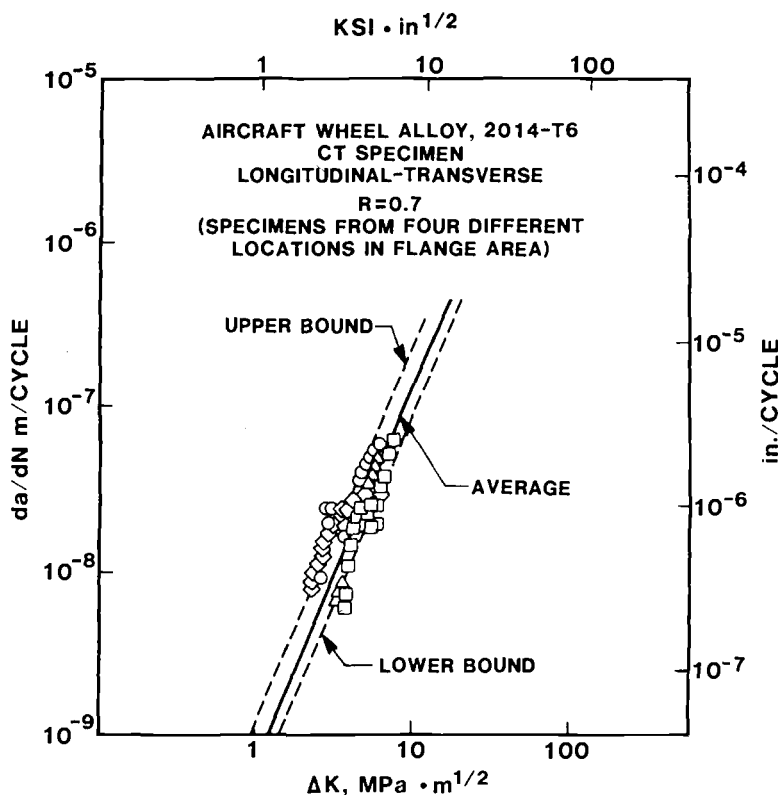 KSI • in^1/2
1 10 100
10^-5
AIRCRAFT WHEEL ALLOY, 2014-T6
CT SPECIMEN
LONGITUDINAL-TRANSVERSE
R=0.7
(SPECIMENS FROM FOUR DIFFERENT
LOCATIONS IN FLANGE AREA)
10^-4
10^-6
UPPER BOUND
10^-5
da/dN m/CYCLE
in./CYCLE
10^-7
AVERAGE
10^-6
10^-8
LOWER BOUND
10^-7
10^-9
1 10 100
ΔK, MPa • m^1/2